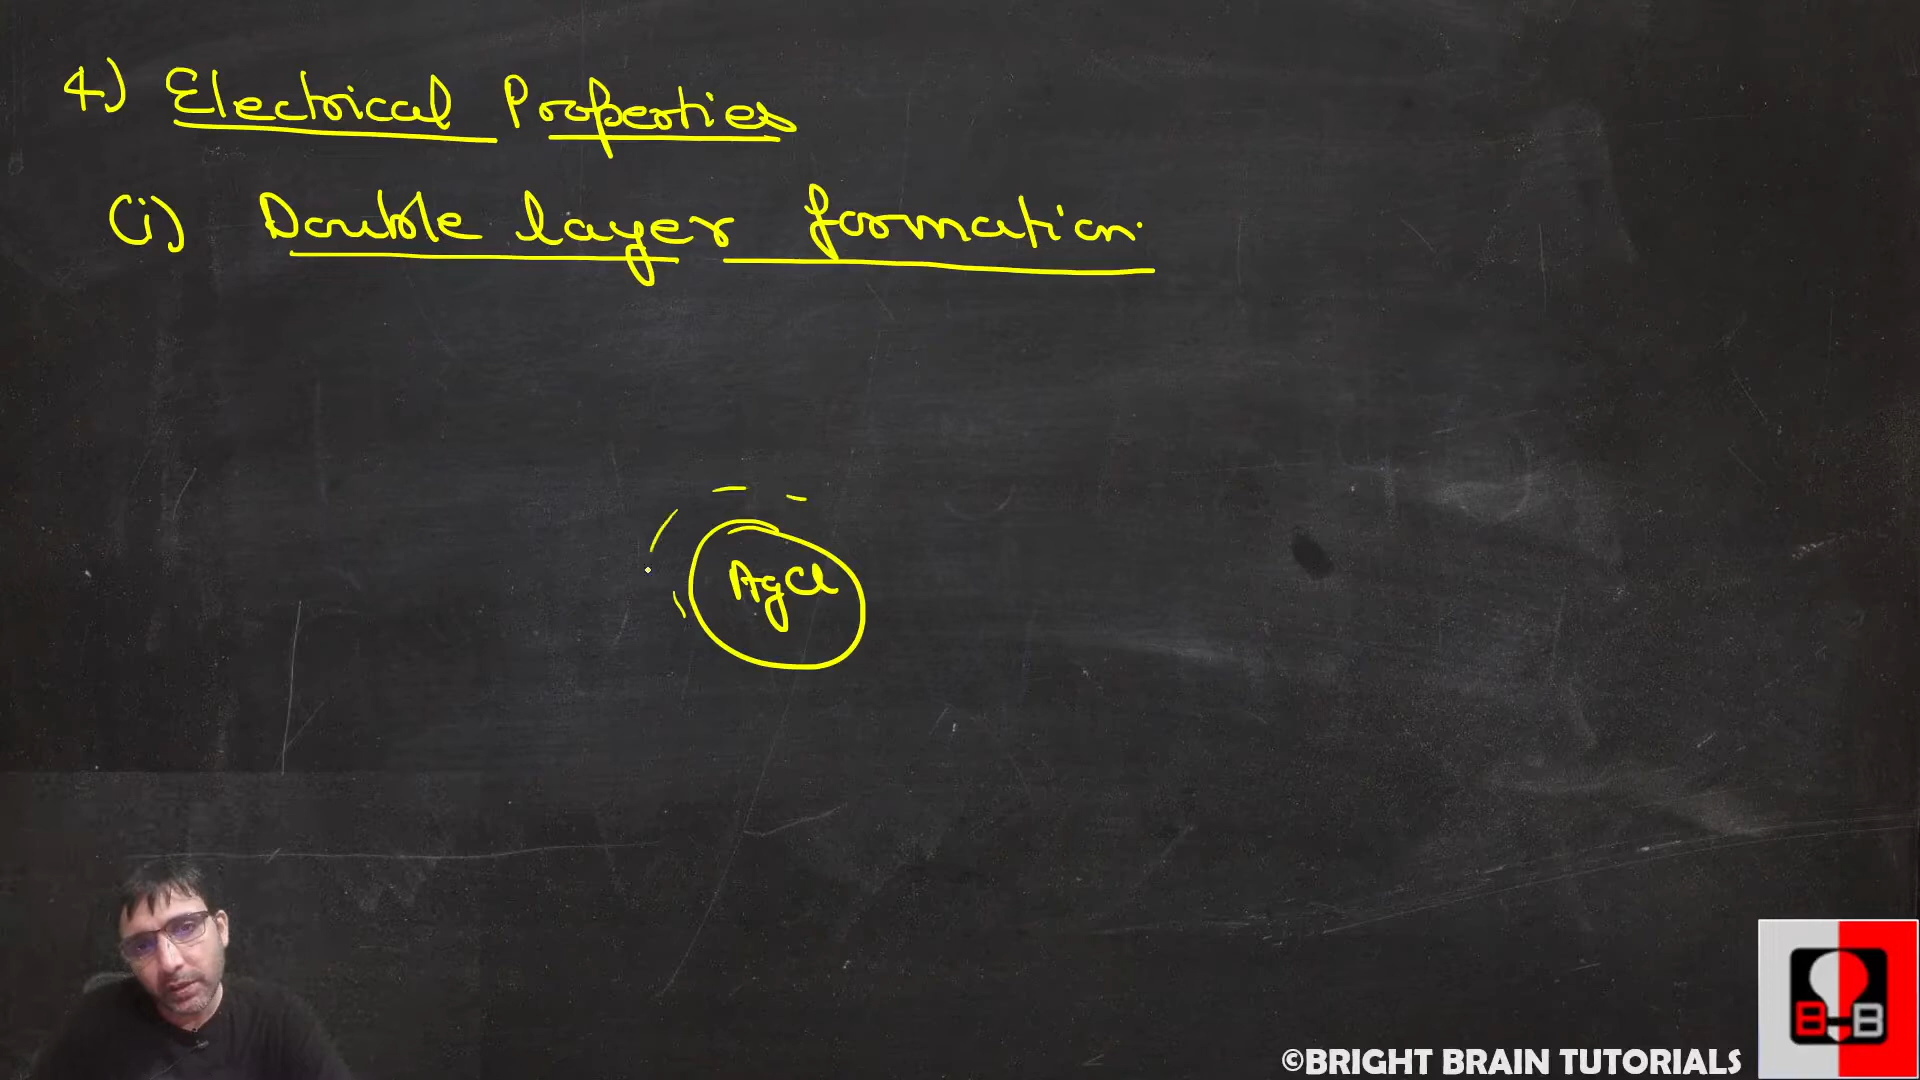 4) Electrical Properties
(i) Double layer formation.
AgCl
B B
©BRIGHT BRAIN TUTORIALS